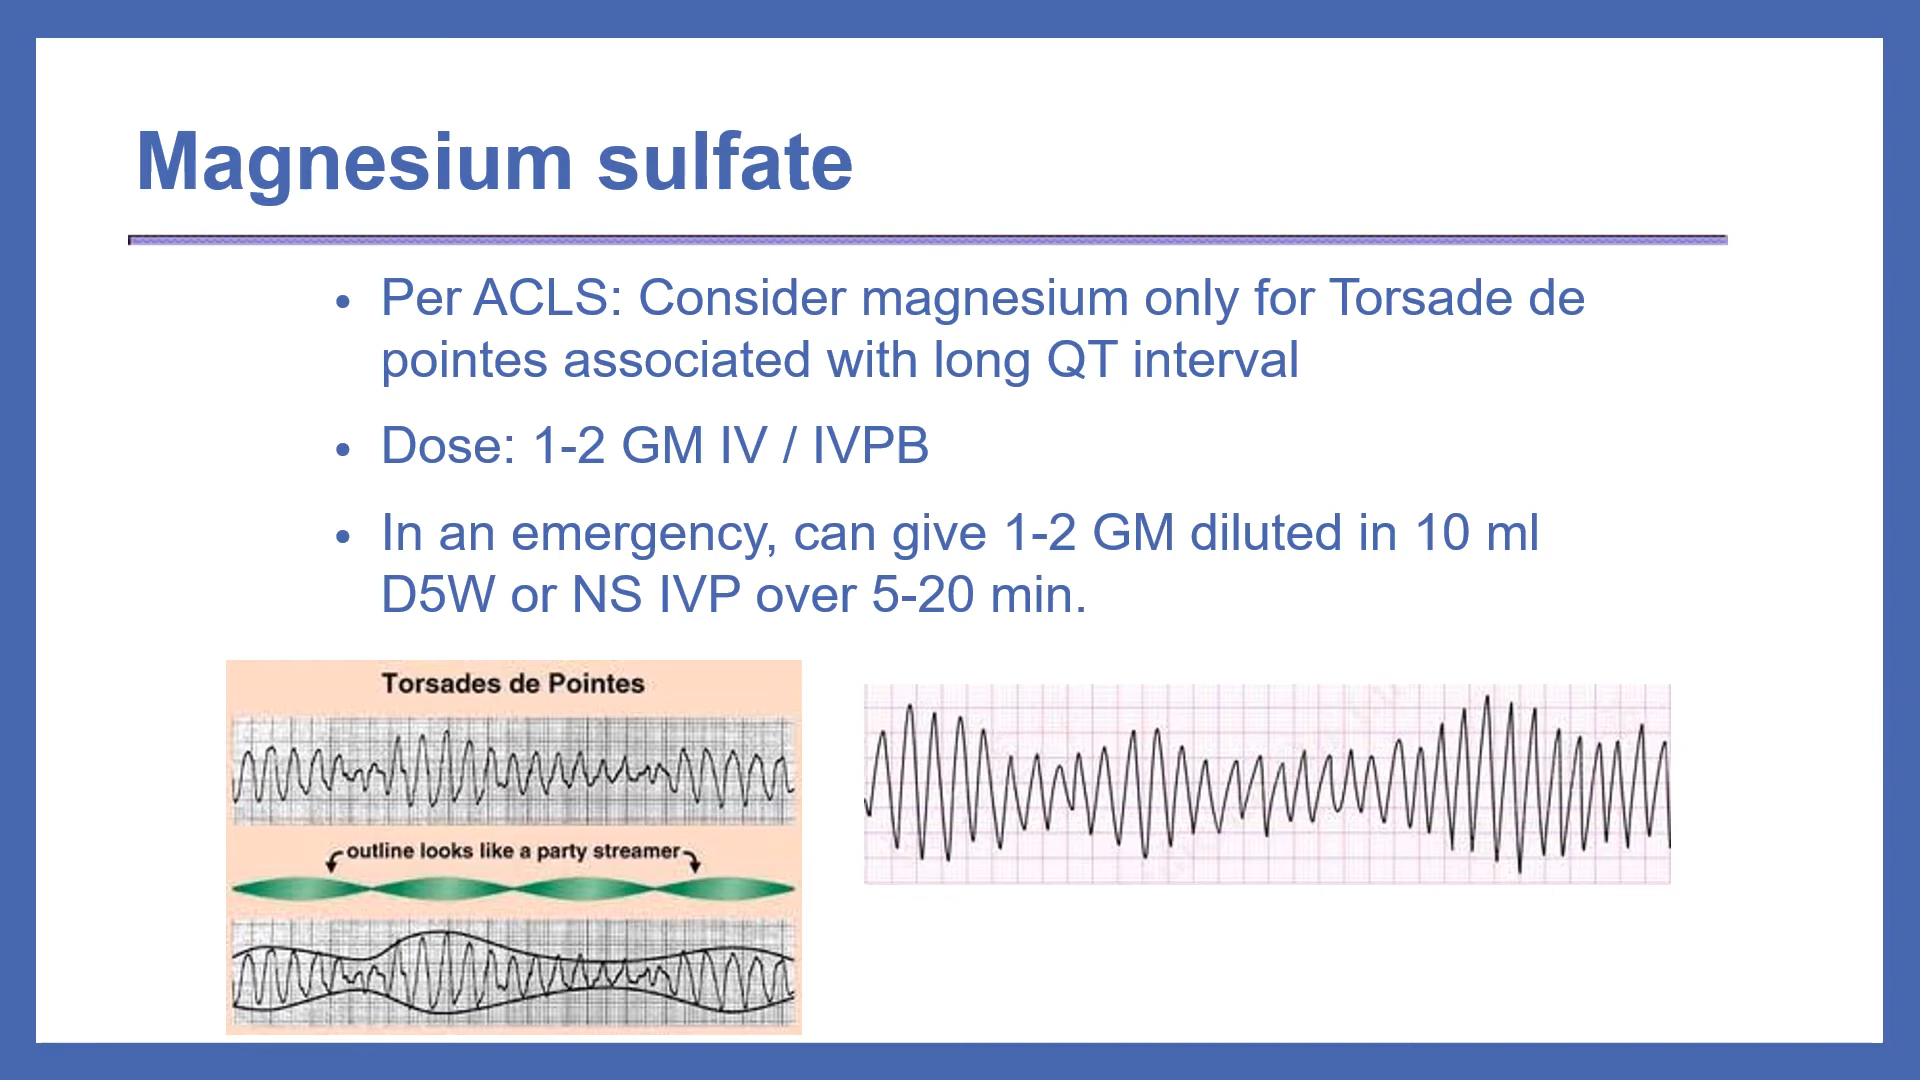 Magnesium sulfate
• Per ACLS: Consider magnesium only for Torsade de
pointes associated with long QT interval
• Dose: 1-2 GM IV / IVPB
• In an emergency, can give 1-2 GM diluted in 10 ml
D5W or NS IVP over 5-20 min.
Torsades de Pointes
outline looks like a party streamer